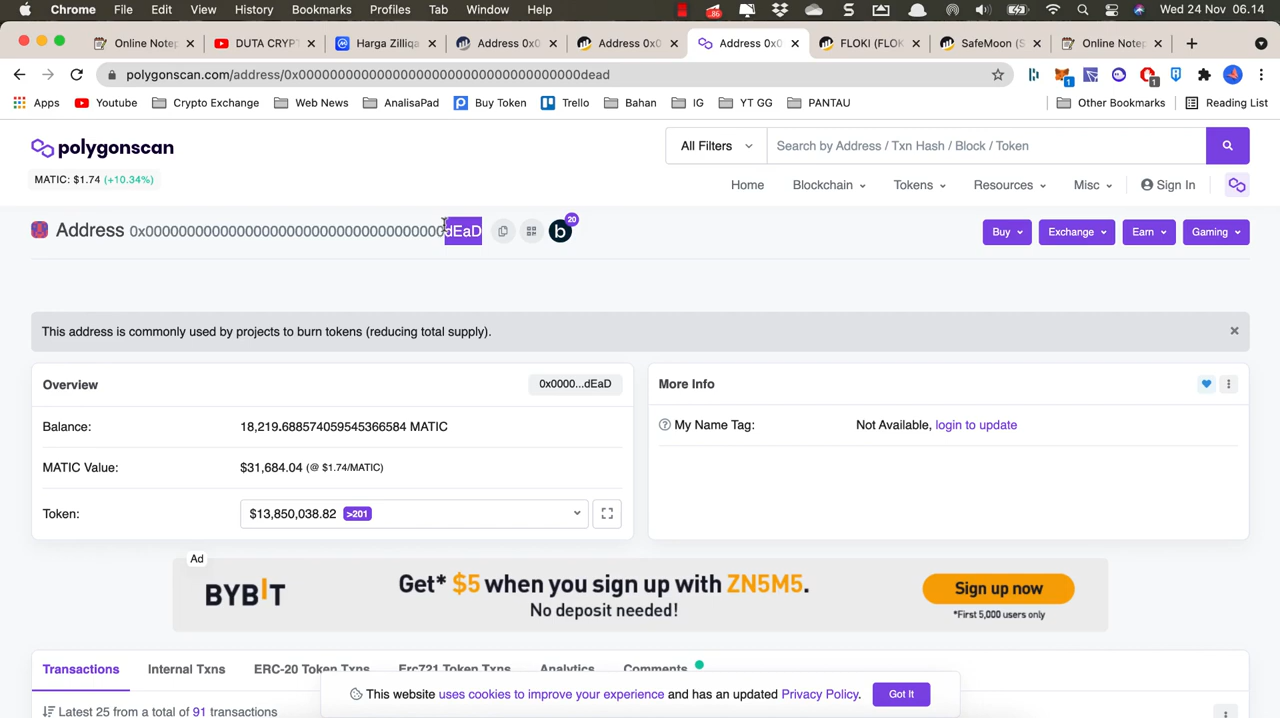 Chrome File Edit View History Bookmarks Profiles Tab Window Help .86 Wed 24 Nov 06.14
Online Notep DUTA CRYPT Harga Zilliqa Address 0x0 Address 0x0 Address 0x0 FLOKI (FLOK SafeMoon (S Online Notep
polygonscan.com/address/0x000000000000000000000000000000000000dead
Apps Youtube Crypto Exchange Web News AnalisaPad Buy Token Trello Bahan IG YT GG PANTAU Other Bookmarks Reading List
polygonscan
All Filters Search by Address / Txn Hash / Block / Token
MATIC: $1.74 (+10.34%)
Home Blockchain Tokens Resources Misc Sign In
Address 0x000000000000000000000000000000000000dEaD b 20
Buy Exchange Earn Gaming
This address is commonly used by projects to burn tokens (reducing total supply).
Overview 0x0000...dEaD
Balance: 18,219.688574059545366584 MATIC
MATIC Value: $31,684.04 (@ $1.74/MATIC)
Token: $13,850,038.82 >201
More Info
My Name Tag: Not Available, login to update
Ad
BYBIT Get* $5 when you sign up with ZN5M5. Sign up now
No deposit needed! *First 5,000 users only
Transactions Internal Txns ERC-20 Token Txns Erc721 Token Txns Analytics Comments
This website uses cookies to improve your experience and has an updated Privacy Policy. Got It
Latest 25 from a total of 91 transactions